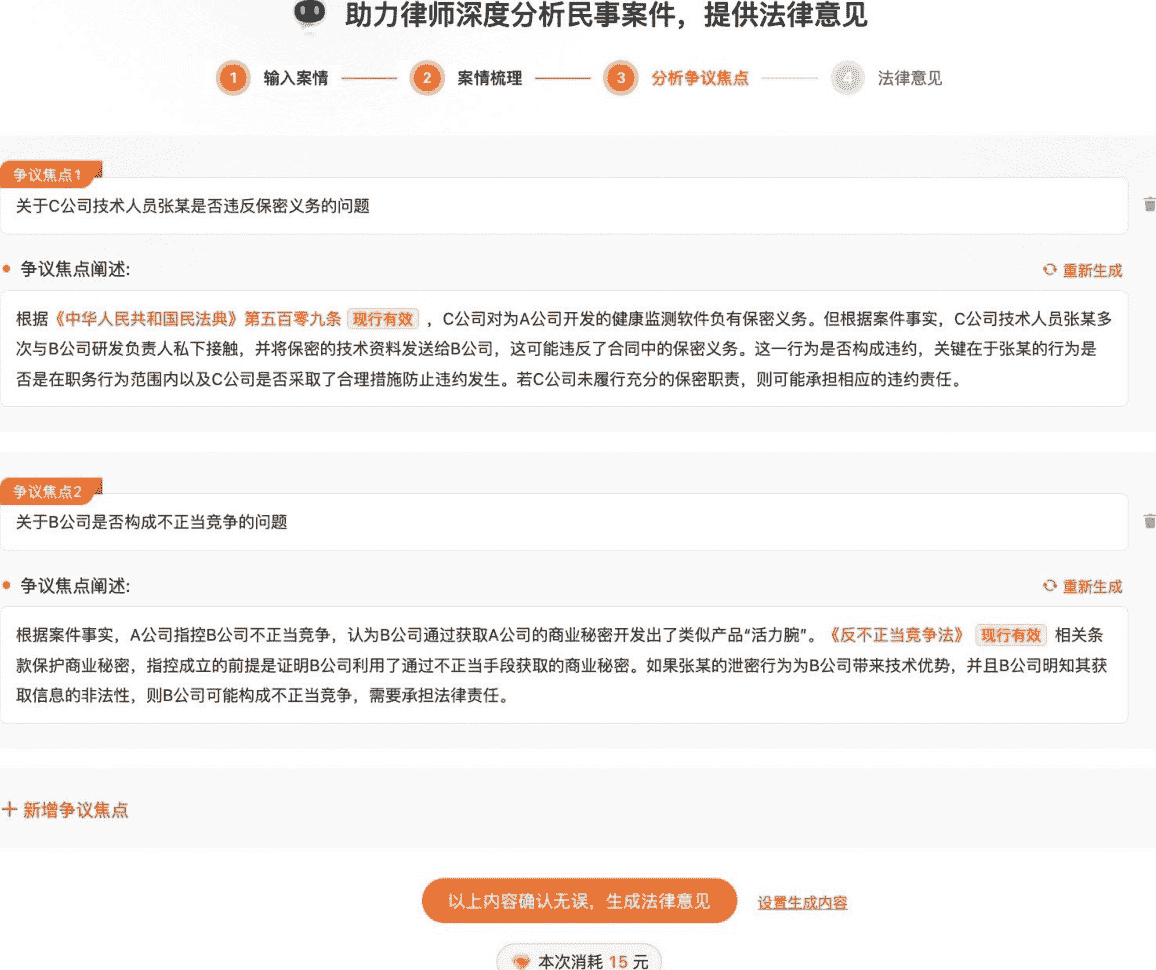 助力律师深度分析民事案件，提供法律意见
1 输入案情 2 案情梳理 3 分析争议焦点 4 法律意见
争议焦点1
关于C公司技术人员张某是否违反保密义务的问题
争议焦点阐述: 重新生成
根据《中华人民共和国民法典》第五百零九条 现行有效 ，C公司对为A公司开发的健康监测软件负有保密义务。但根据案件事实，C公司技术人员张某多
次与B公司研发负责人私下接触，并将保密的技术资料发送给B公司，这可能违反了合同中的保密义务。这一行为是否构成违约，关键在于张某的行为是
否是在职务行为范围内以及C公司是否采取了合理措施防止违约发生。若C公司未履行充分的保密职责，则可能承担相应的违约责任。
争议焦点2
关于B公司是否构成不正当竞争的问题
争议焦点阐述: 重新生成
根据案件事实，A公司指控B公司不正当竞争，认为B公司通过获取A公司的商业秘密开发出了类似产品“活力腕”。《反不正当竞争法》 现行有效 相关条
款保护商业秘密，指控成立的前提是证明B公司利用了通过不正当手段获取的商业秘密。如果张某的泄密行为为B公司带来技术优势，并且B公司明知其获
取信息的非法性，则B公司可能构成不正当竞争，需要承担法律责任。
+ 新增争议焦点
以上内容确认无误，生成法律意见 设置生成内容
本次消耗 15 元